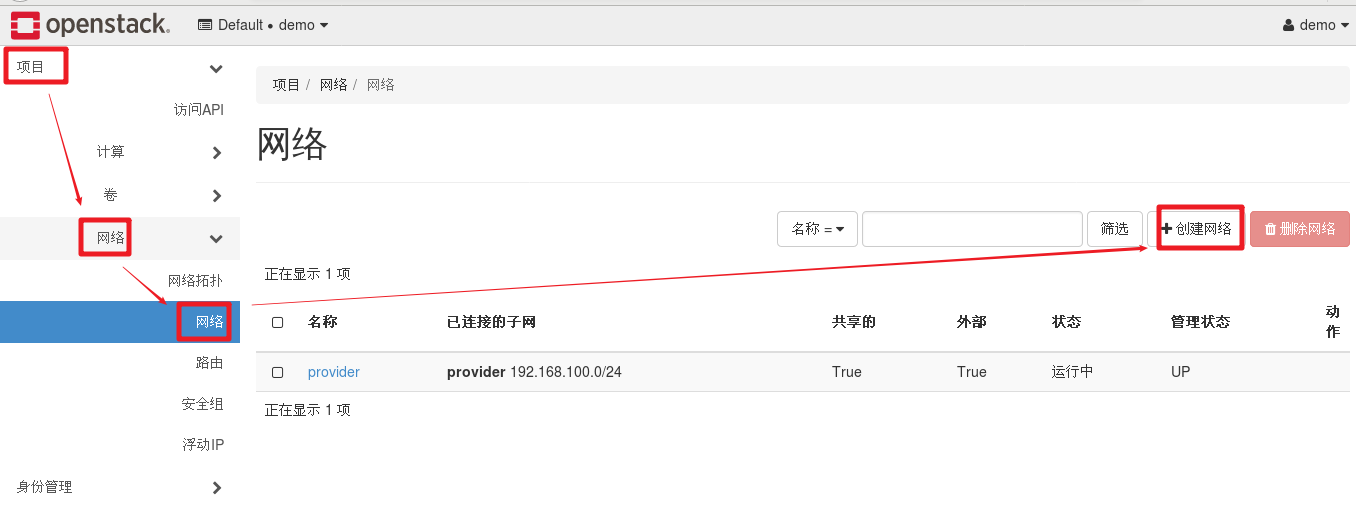 openstack. Default • demo demo
项目
访问API
计算
卷
网络
网络拓扑
网络
路由
安全组
浮动IP
身份管理
项目 / 网络 / 网络
网络
名称 = 筛选 创建网络 删除网络
正在显示 1 项
名称 已连接的子网 共享的 外部 状态 管理状态 动作
provider provider 192.168.100.0/24 True True 运行中 UP
正在显示 1 项